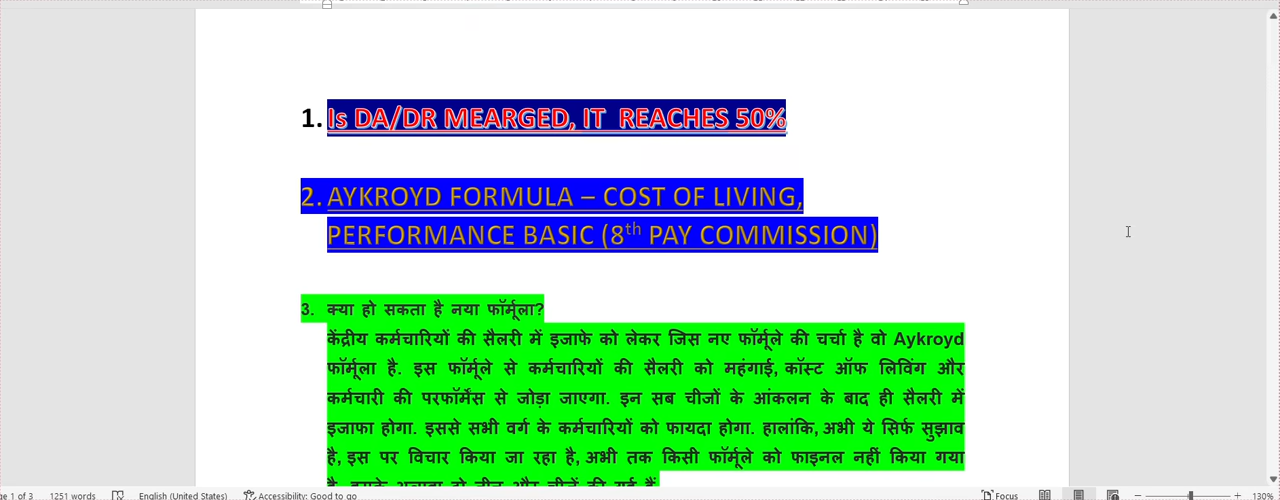 1. Is DA/DR MEARGED, IT REACHES 50%
2. AYKROYD FORMULA – COST OF LIVING,
PERFORMANCE BASIC (8th PAY COMMISSION)
3. क्या हो सकता है नया फॉर्मूला?
केंद्रीय कर्मचारियों की सैलरी में इजाफे को लेकर जिस नए फॉर्मूले की चर्चा है वो Aykroyd
फॉर्मूला है. इस फॉर्मूले से कर्मचारियों की सैलरी को महंगाई, कॉस्ट ऑफ लिविंग और
कर्मचारी की परफॉर्मेंस से जोड़ा जाएगा. इन सब चीजों के आंकलन के बाद ही सैलरी में
इजाफा होगा. इससे सभी वर्ग के कर्मचारियों को फायदा होगा. हालांकि, अभी ये सिर्फ सुझाव
है, इस पर विचार किया जा रहा है, अभी तक किसी फॉर्मूले को फाइनल नहीं किया गया
ge 1 of 3 1251 words English (United States) Accessibility: Good to go Focus 130%